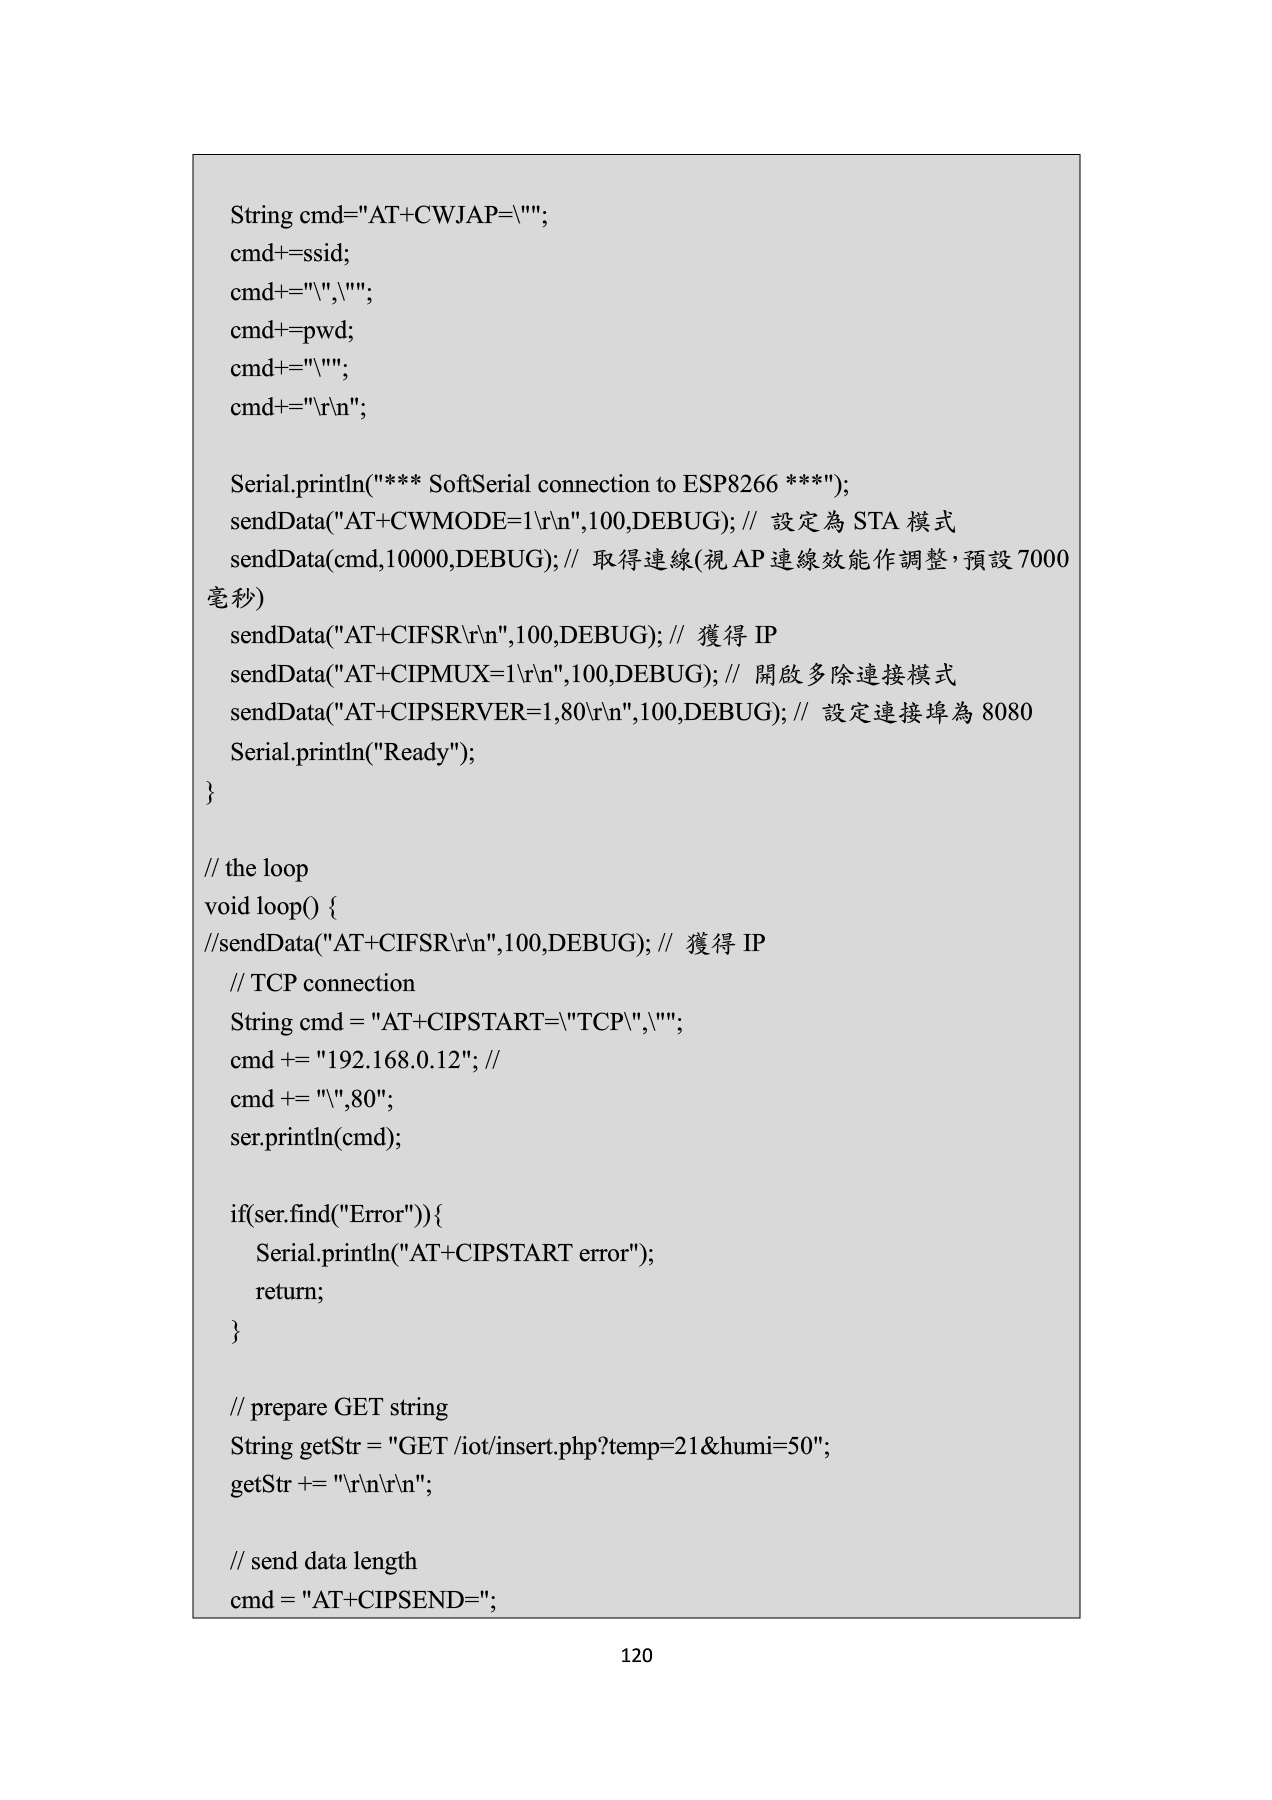 String cmd="AT+CWJAP=\"";
cmd+=ssid;
cmd+="\",\"";
cmd+=pwd;
cmd+="\"";
cmd+="\r\n";
Serial.println("*** SoftSerial connection to ESP8266 ***");
sendData("AT+CWMODE=1\r\n",100,DEBUG); // 設定為 STA 模式
sendData(cmd,10000,DEBUG); // 取得連線(視 AP 連線效能作調整，預設 7000
毫秒)
sendData("AT+CIFSR\r\n",100,DEBUG); // 獲得 IP
sendData("AT+CIPMUX=1\r\n",100,DEBUG); // 開啟多除連接模式
sendData("AT+CIPSERVER=1,80\r\n",100,DEBUG); // 設定連接埠為 8080
Serial.println("Ready");
}
// the loop
void loop() {
//sendData("AT+CIFSR\r\n",100,DEBUG); // 獲得 IP
// TCP connection
String cmd = "AT+CIPSTART=\"TCP\",\"";
cmd += "192.168.0.12"; //
cmd += "\",80";
ser.println(cmd);
if(ser.find("Error")){
Serial.println("AT+CIPSTART error");
return;
}
// prepare GET string
String getStr = "GET /iot/insert.php?temp=21&humi=50";
getStr += "\r\n\r\n";
// send data length
cmd = "AT+CIPSEND=";
120